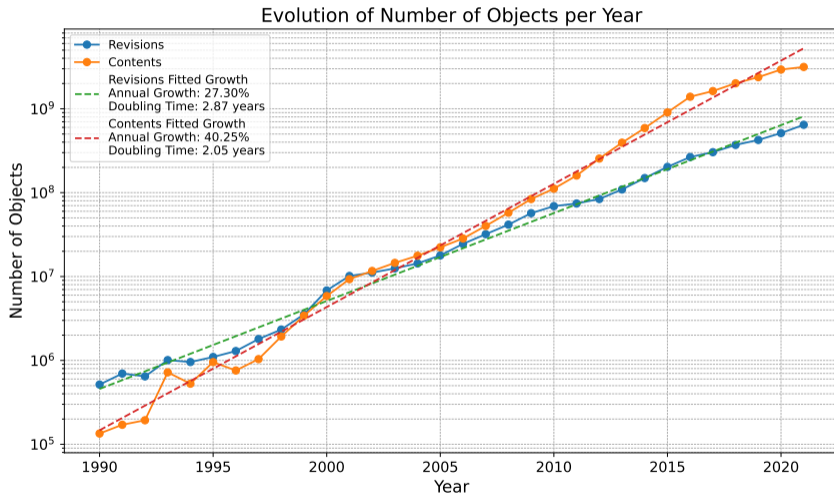 Evolution of Number of Objects per Year
Revisions
Contents
Revisions Fitted Growth
Annual Growth: 27.30%
Doubling Time: 2.87 years
Contents Fitted Growth
Annual Growth: 40.25%
Doubling Time: 2.05 years
Number of Objects
10⁹
10⁸
10⁷
10⁶
10⁵
1990 1995 2000 2005 2010 2015 2020
Year